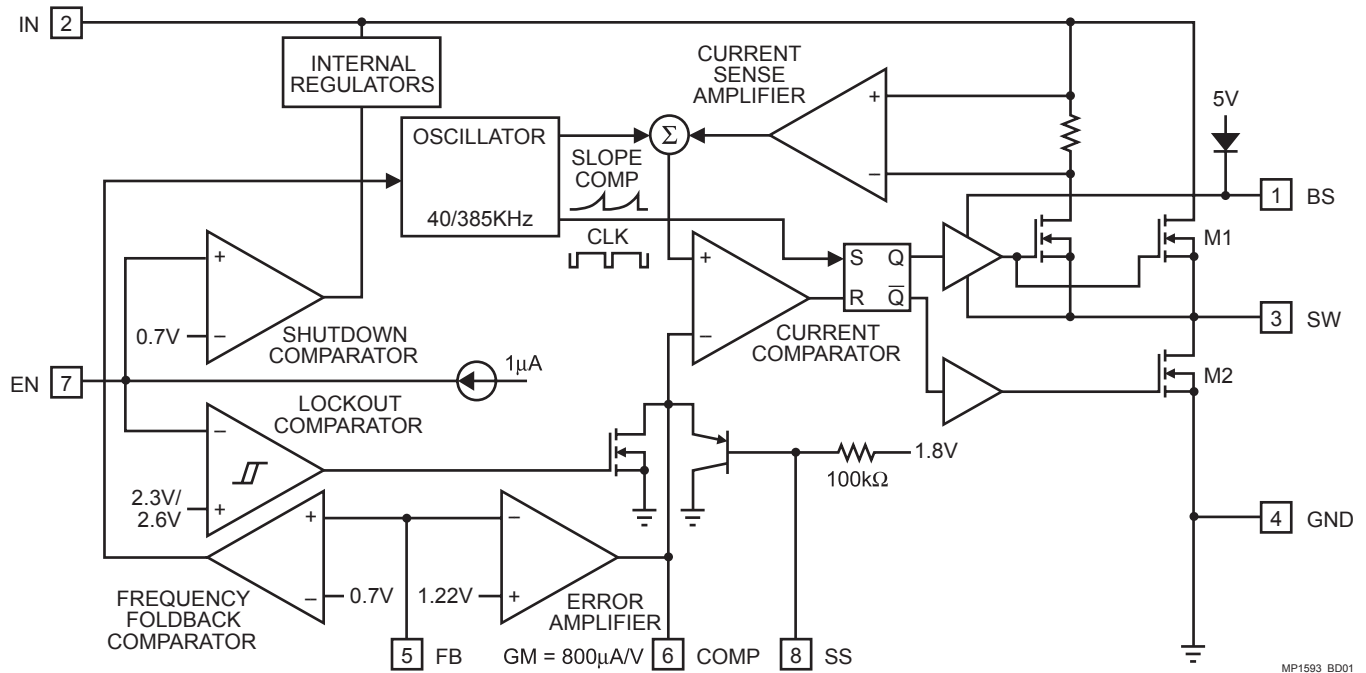 IN 2
INTERNAL
REGULATORS
CURRENT
SENSE
AMPLIFIER
+
–
5V
OSCILLATOR
40/385KHz
Σ
SLOPE
COMP
CLK
1 BS
M1
+
–
0.7V
SHUTDOWN
COMPARATOR
+
–
CURRENT
COMPARATOR
S Q
R Q̅
3 SW
M2
EN 7
1µA
LOCKOUT
COMPARATOR
–
+
2.3V/
2.6V
1.8V
100kΩ
4 GND
+
–
0.7V
FREQUENCY
FOLDBACK
COMPARATOR
–
+
1.22V
ERROR
AMPLIFIER
5 FB
GM = 800µA/V 6 COMP
8 SS
MP1593_BD01